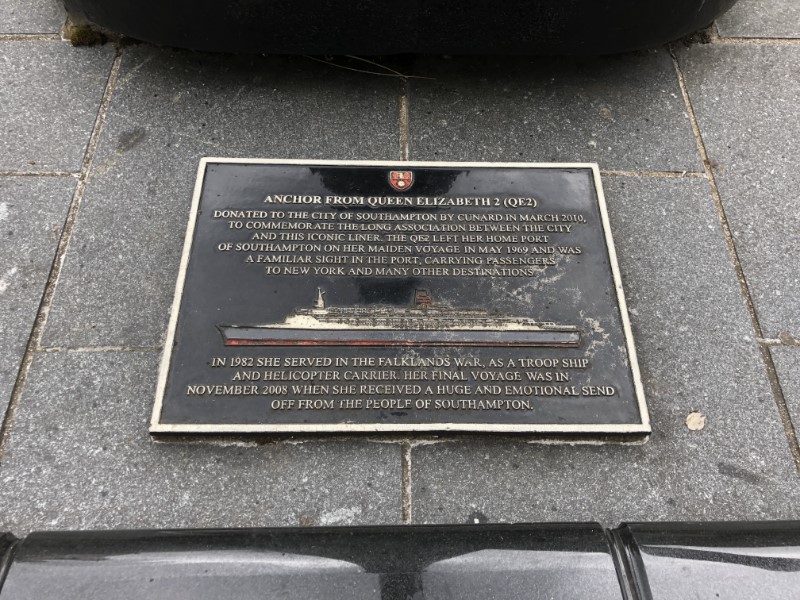 ANCHOR FROM QUEEN ELIZABETH 2 (QE2)
DONATED TO THE CITY OF SOUTHAMPTON BY CUNARD IN MARCH 2010,
TO COMMEMORATE THE LONG ASSOCIATION BETWEEN THE CITY
AND THIS ICONIC LINER. THE QE2 LEFT HER HOME PORT
OF SOUTHAMPTON ON HER MAIDEN VOYAGE IN MAY 1969 AND WAS
A FAMILIAR SIGHT IN THE PORT, CARRYING PASSENGERS
TO NEW YORK AND MANY OTHER DESTINATIONS.
IN 1982 SHE SERVED IN THE FALKLANDS WAR, AS A TROOP SHIP
AND HELICOPTER CARRIER. HER FINAL VOYAGE WAS IN
NOVEMBER 2008 WHEN SHE RECEIVED A HUGE AND EMOTIONAL SEND
OFF FROM THE PEOPLE OF SOUTHAMPTON.